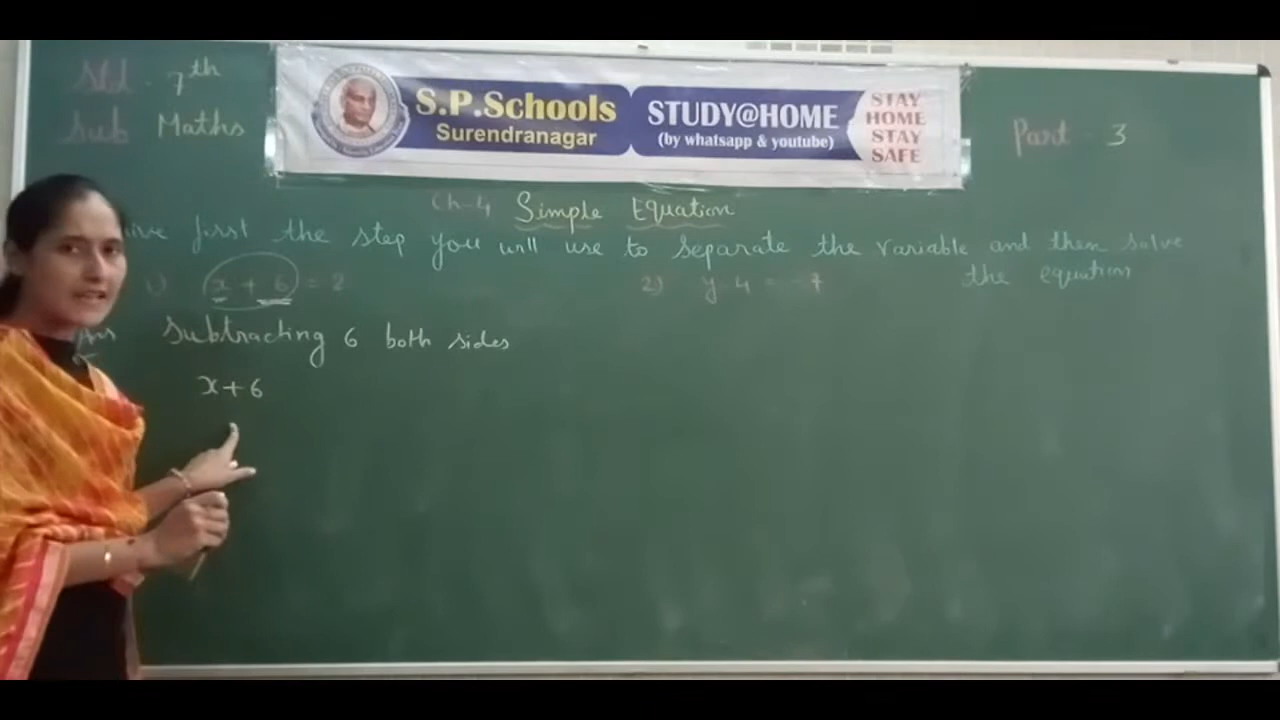 Std. 7th
Sub Maths
S.P.Schools
Surendranagar
STUDY@HOME
(by whatsapp & youtube)
STAY
HOME
STAY
SAFE
Part - 3
Ch-4 Simple Equation
first the step you will use to separate the variable and then solve
the equation
1) x + 6 = 2
2) y - 4 = -7
Subtracting 6 both sides
x + 6